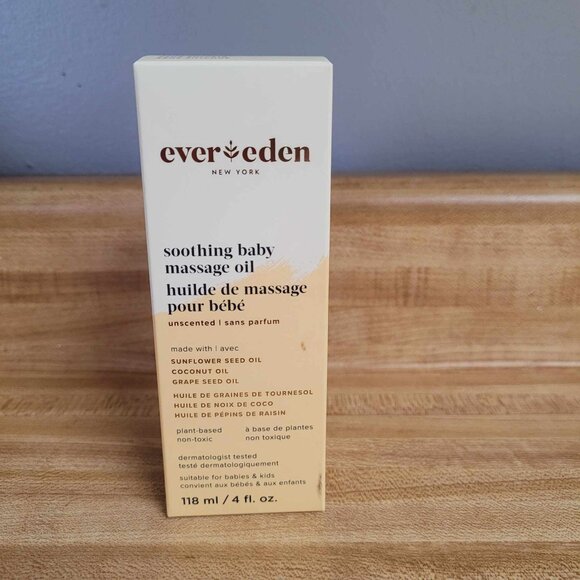 ever eden
NEW YORK
soothing baby
massage oil
huilde de massage
pour bébé
unscented | sans parfum
made with | avec
SUNFLOWER SEED OIL
COCONUT OIL
GRAPE SEED OIL
HUILE DE GRAINES DE TOURNESOL
HUILE DE NOIX DE COCO
HUILE DE PÉPINS DE RAISIN
plant-based à base de plantes
non-toxic non toxique
dermatologist tested
testé dermatologiquement
suitable for babies & kids
convient aux bébés & aux enfants
118 ml / 4 fl. oz.